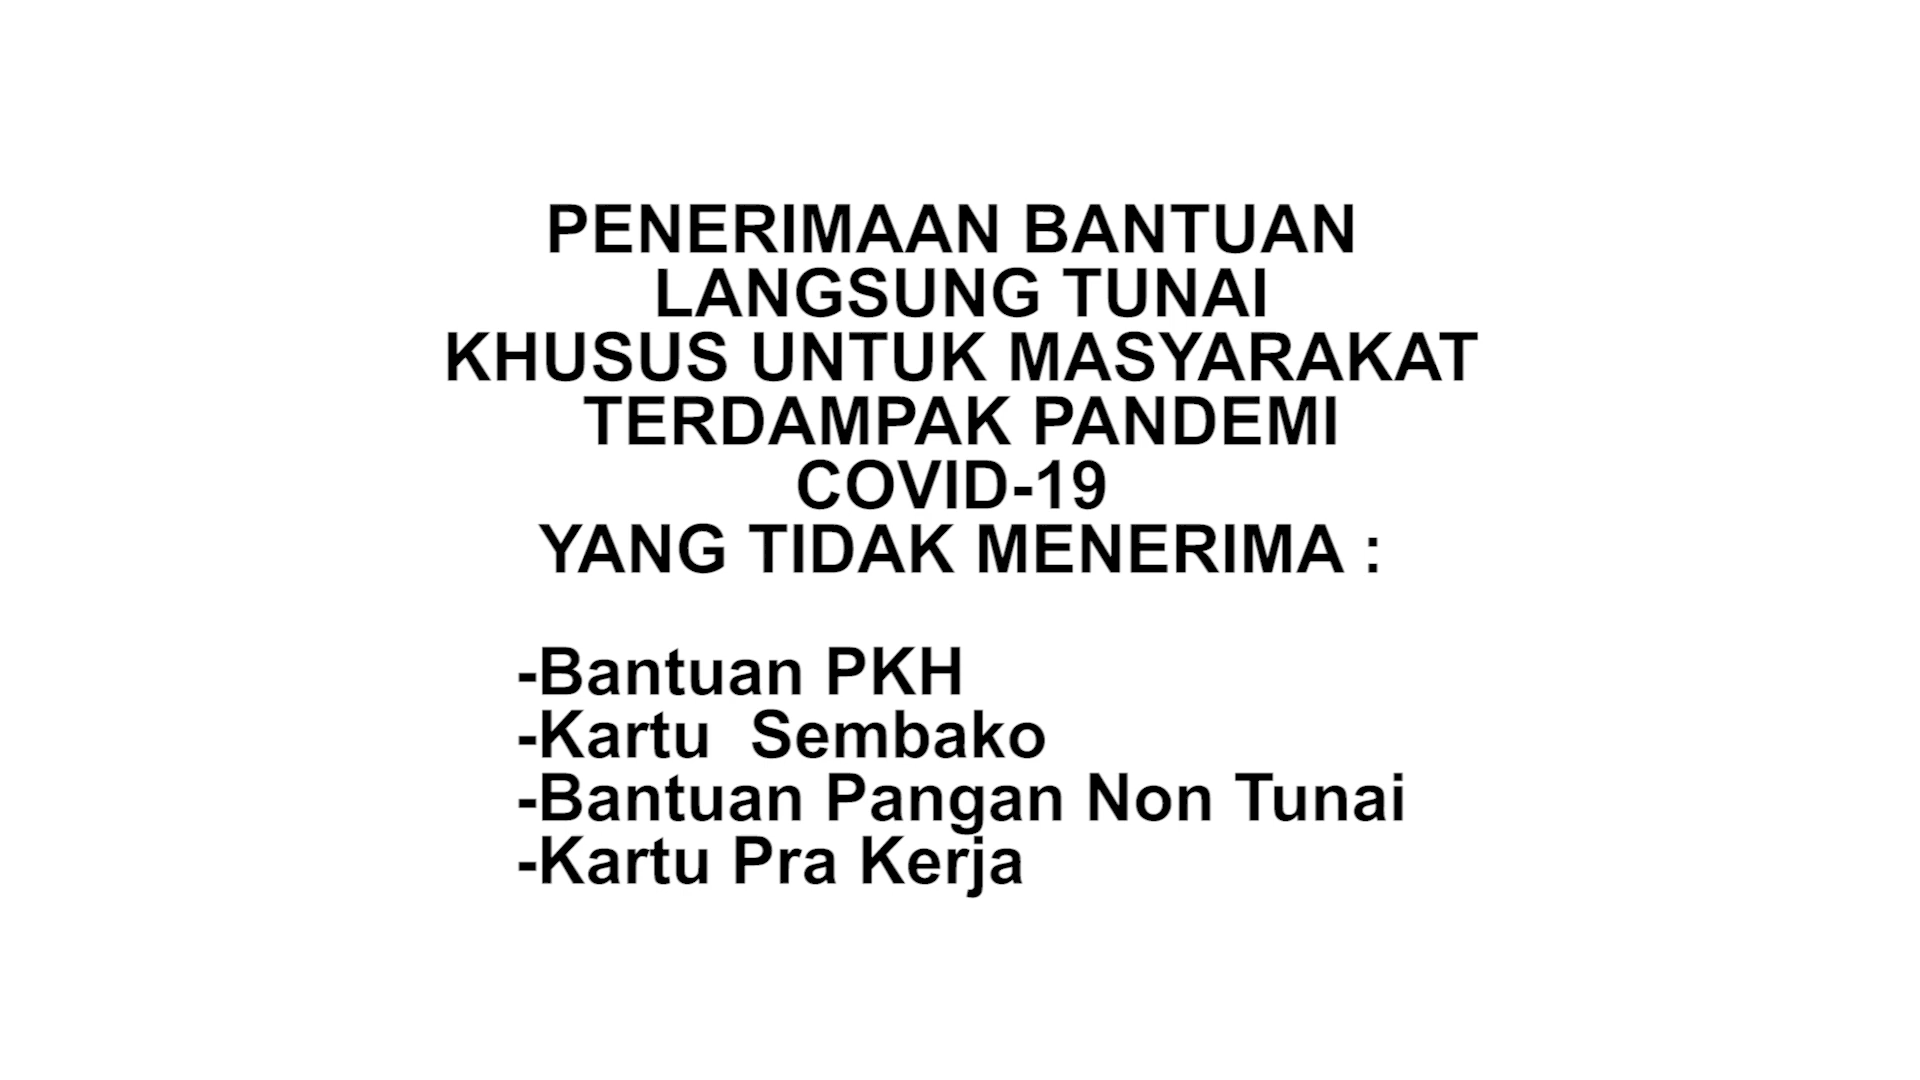 PENERIMAAN BANTUAN
LANGSUNG TUNAI
KHUSUS UNTUK MASYARAKAT
TERDAMPAK PANDEMI
COVID-19
YANG TIDAK MENERIMA :
-Bantuan PKH
-Kartu  Sembako
-Bantuan Pangan Non Tunai
-Kartu Pra Kerja